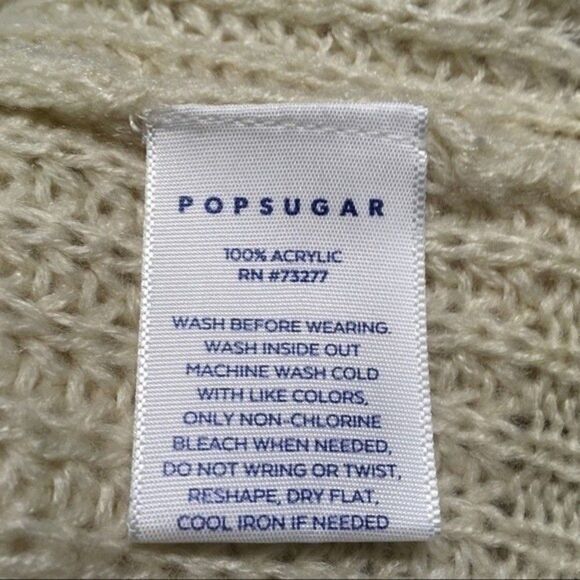 POPSUGAR
100% ACRYLIC
RN #73277
WASH BEFORE WEARING.
WASH INSIDE OUT
MACHINE WASH COLD
WITH LIKE COLORS,
ONLY NON-CHLORINE
BLEACH WHEN NEEDED,
DO NOT WRING OR TWIST,
RESHAPE, DRY FLAT,
COOL IRON IF NEEDED